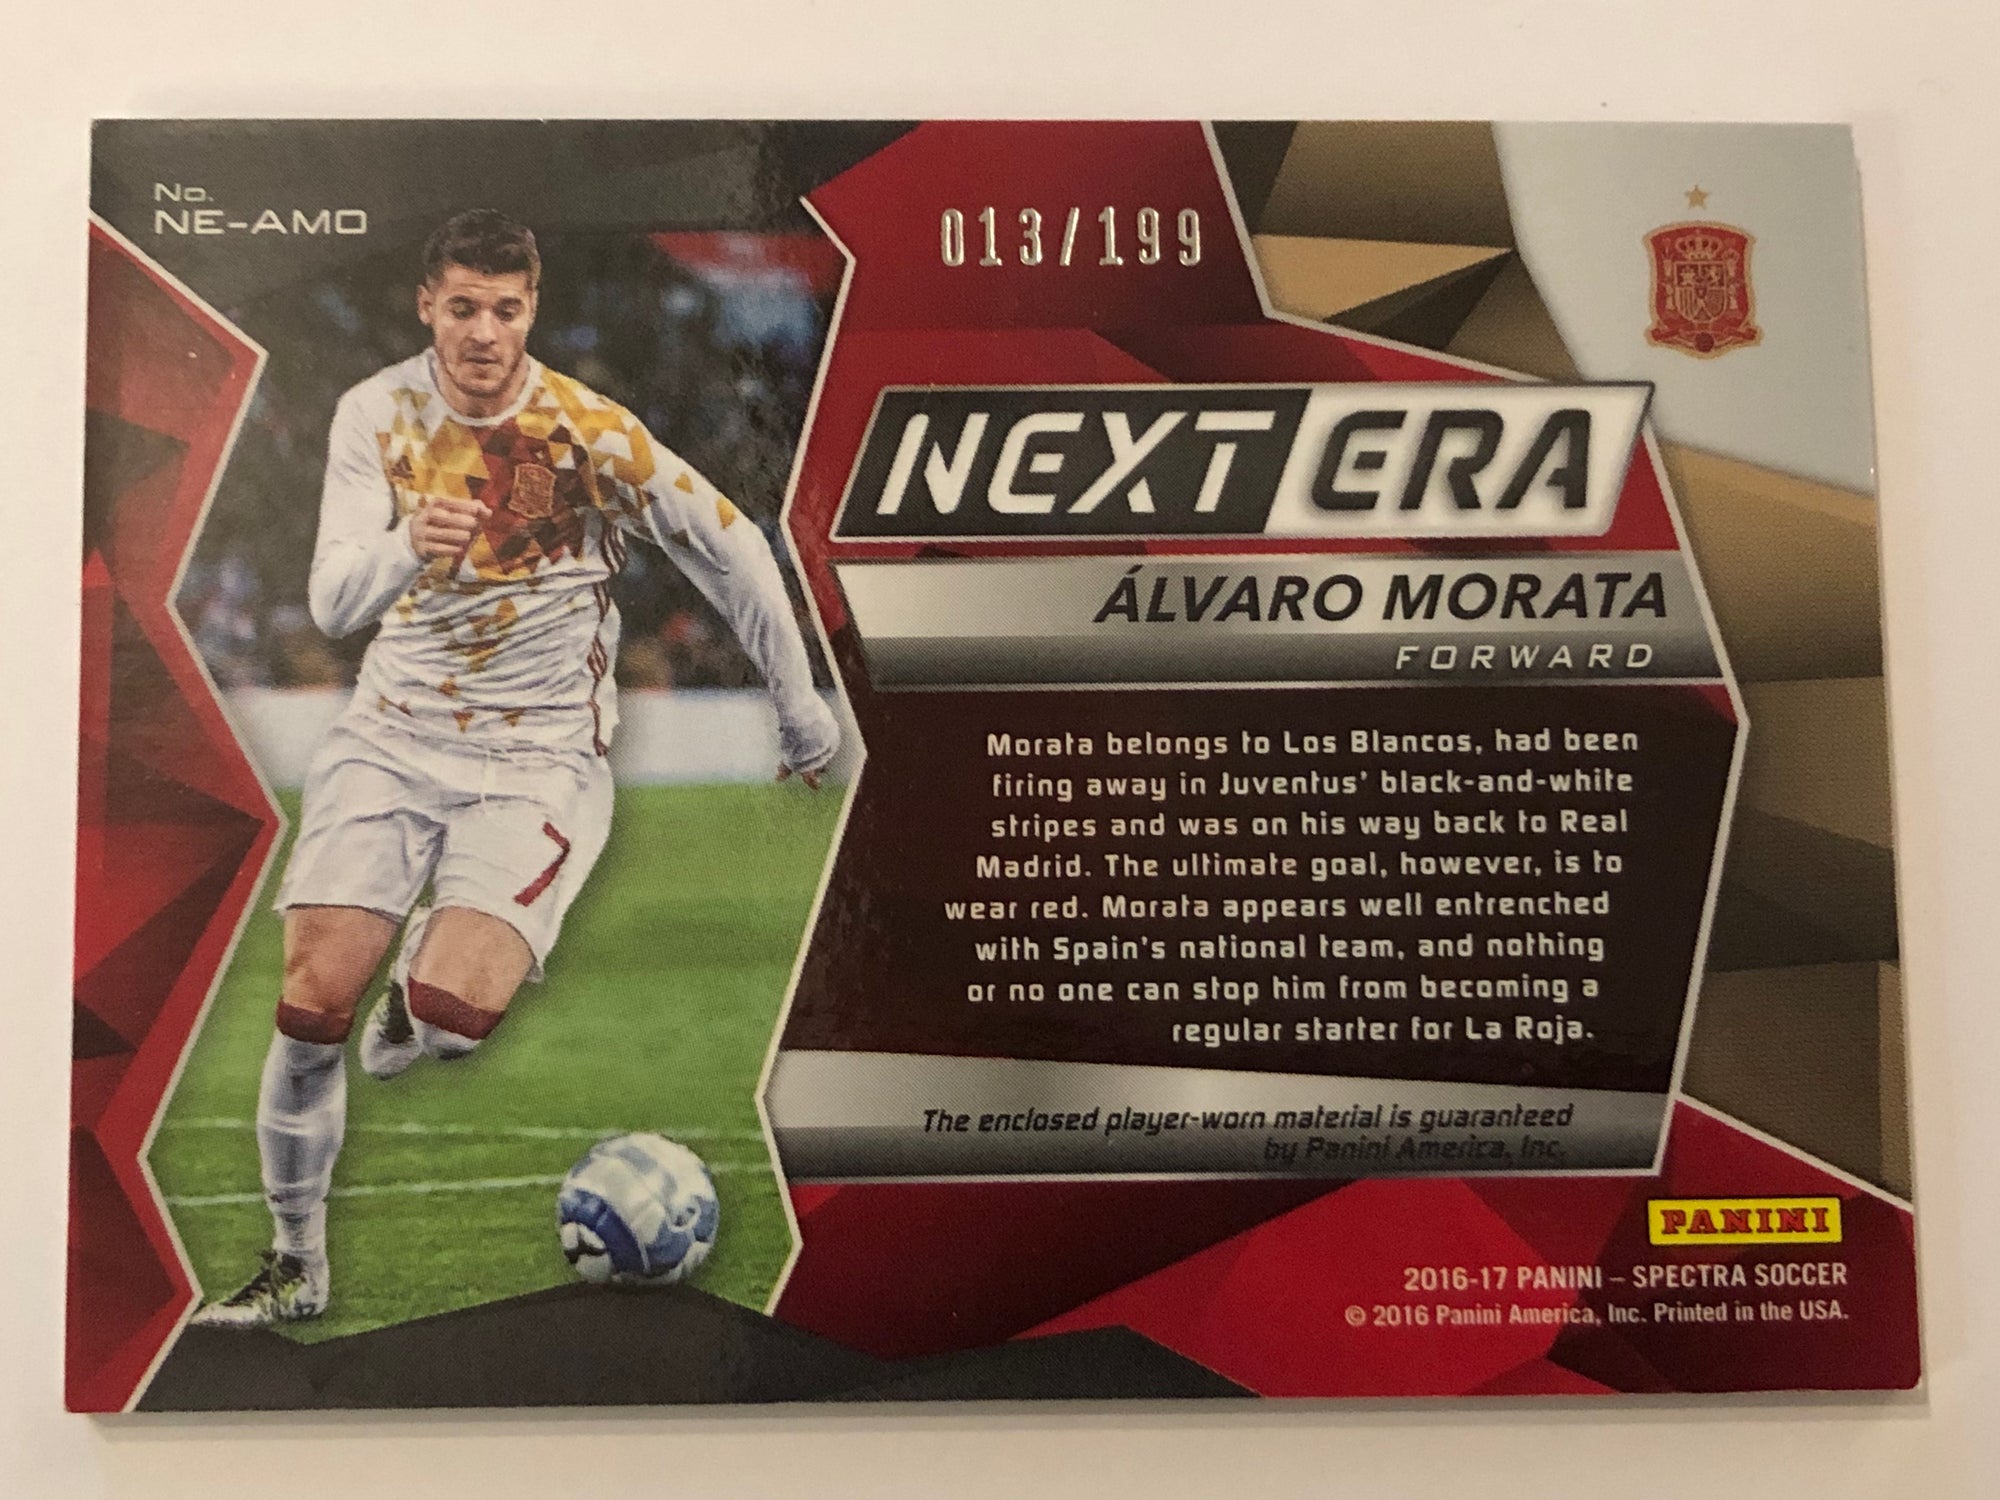 No.
NE-AMO
013/199
NEXT ERA
ÁLVARO MORATA
FORWARD
Morata belongs to Los Blancos, had been
firing away in Juventus' black-and-white
stripes and was on his way back to Real
Madrid. The ultimate goal, however, is to
wear red. Morata appears well entrenched
with Spain's national team, and nothing
or no one can stop him from becoming a
regular starter for La Roja.
The enclosed player-worn material is guaranteed
by Panini America, Inc.
7
PANINI
2016-17 PANINI – SPECTRA SOCCER
© 2016 Panini America, Inc. Printed in the USA.